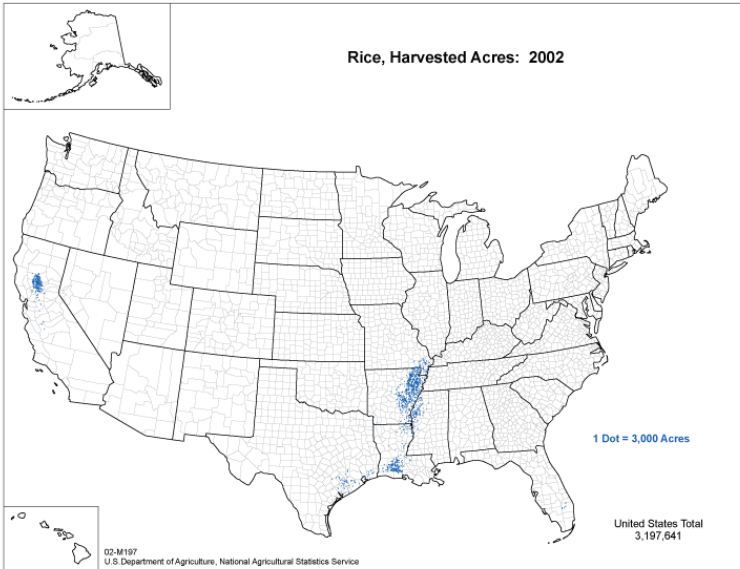 Rice, Harvested Acres: 2002
1 Dot = 3,000 Acres
United States Total
3,197,641
02-M197
U.S.Department of Agriculture, National Agricultural Statistics Service